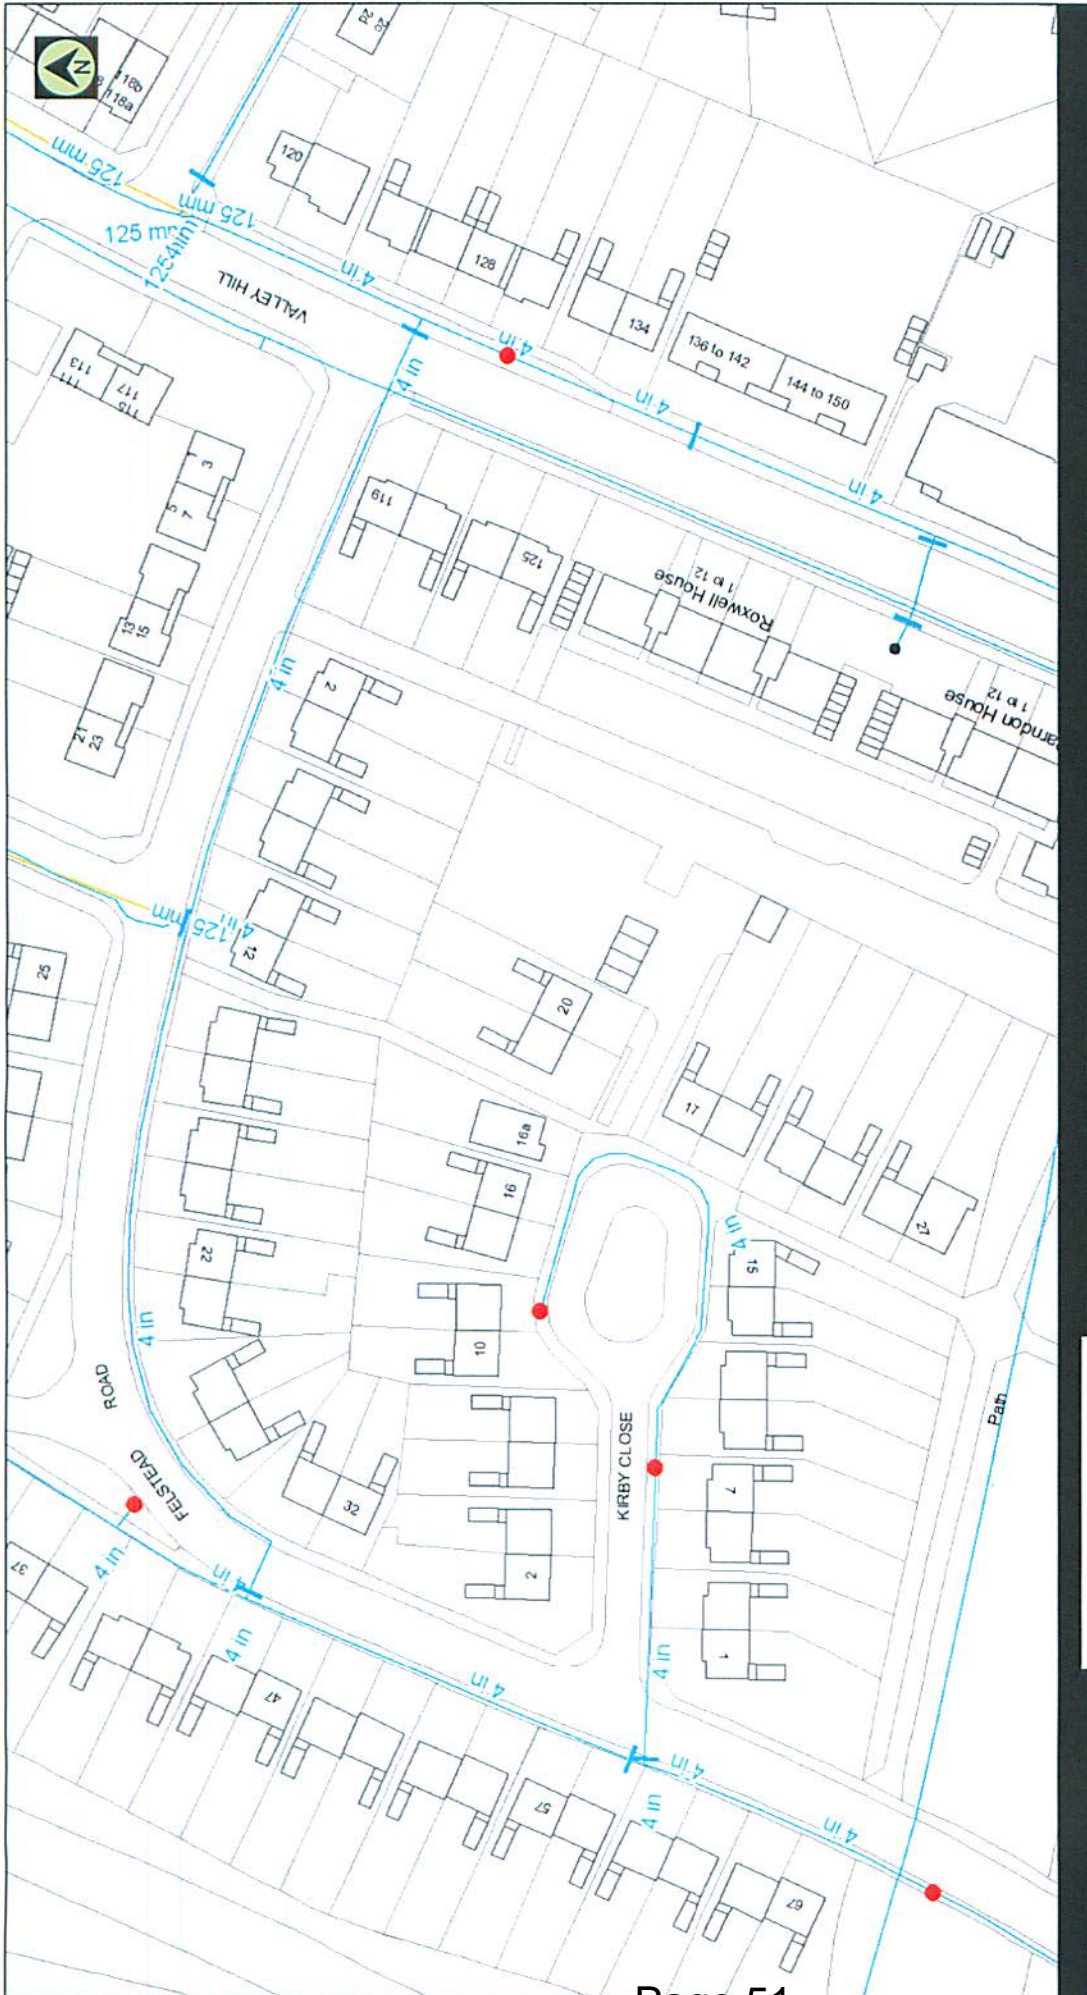 N
118b
118a
8
26
24
125 mm
125 mm
120
125 mm
4 in
128
VALLEY HILL
4 in
4 in
134
4 in
136 to 142
144 to 150
4 in
4 in
113
111
117
115
1
3
5
7
119
125
Roxwell House
1 to 12
13
15
4 in
2
1 to 12
21
23
125 mm
4 in
12
25
20
17
16a
16
27
4 in
22
15
4 in
10
ROAD
Path
KIRBY CLOSE
FELSTEAD
7
32
37
4 in
4 in
2
4 in
1
47
4 in
4 in
4 in
57
4 in
4 in
67
Page 51